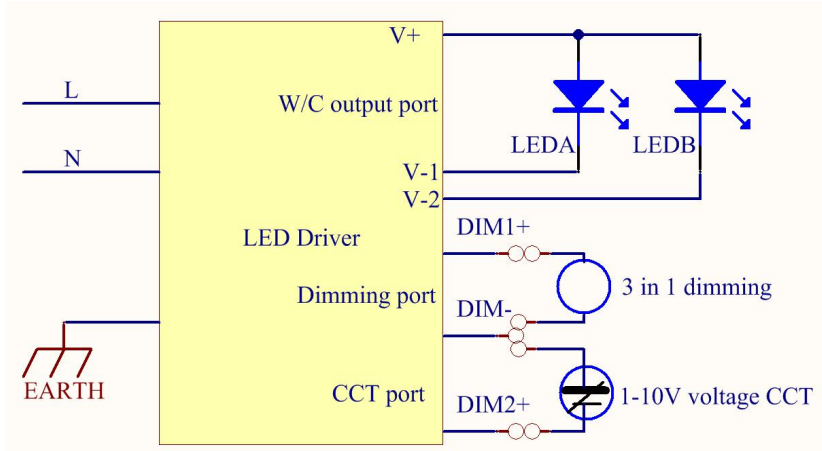 V+
L
W/C output port
LEDA
LEDB
N
V-1
V-2
DIM1+
LED Driver
3 in 1 dimming
Dimming port
DIM-
EARTH
CCT port
DIM2+
1-10V voltage CCT